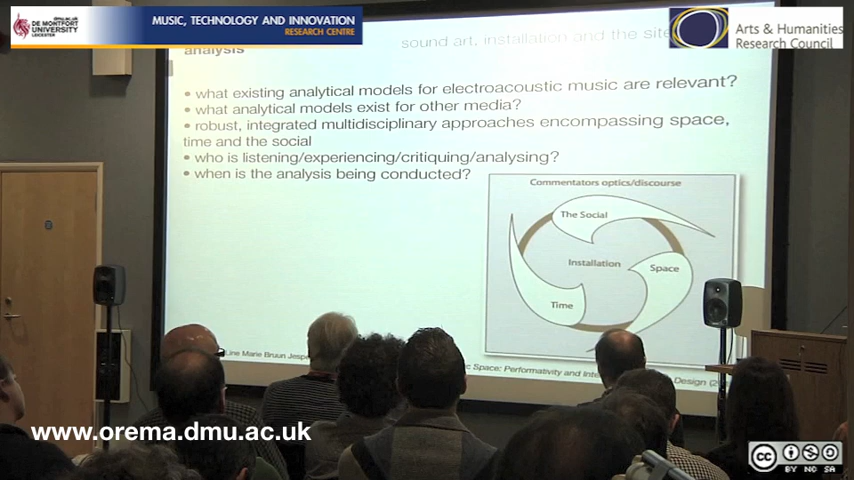 DE MONTFORT
UNIVERSITY
LEICESTER
MUSIC, TECHNOLOGY AND INNOVATION
RESEARCH CENTRE
Arts & Humanities
Research Council
sound art, installation and the site
analysis
• what existing analytical models for electroacoustic music are relevant?
• what analytical models exist for other media?
• robust, integrated multidisciplinary approaches encompassing space,
time and the social
• who is listening/experiencing/critiquing/analysing?
• when is the analysis being conducted?
Commentators optics/discourse
The Social
Installation
Space
Time
Line Marie Bruun
Space: Performativity and
Design
www.orema.dmu.ac.uk
cc
BY NC SA